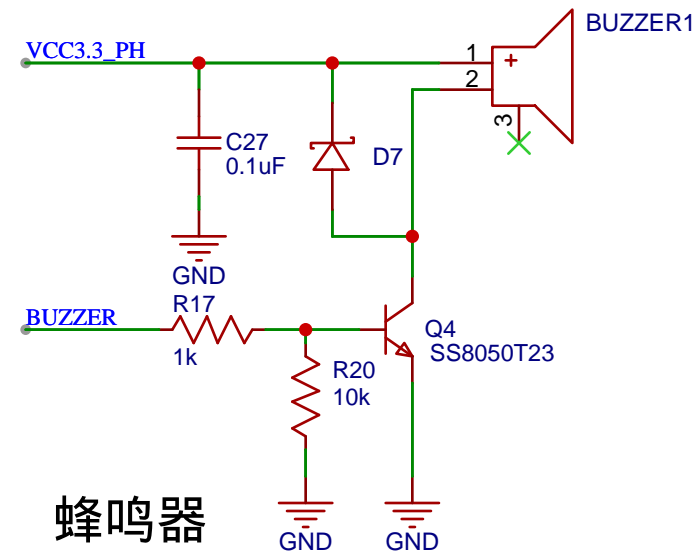 BUZZER1
VCC3.3_PH
1
+
2
3
C27
0.1uF
D7
GND
R17
BUZZER
1k
Q4
SS8050T23
R20
10k
蜂鸣器
GND
GND